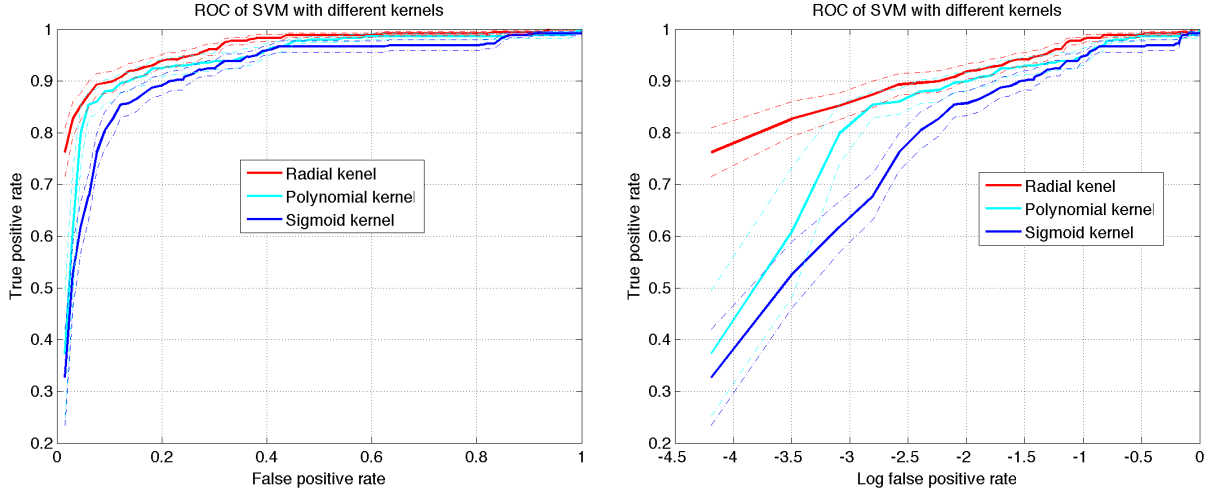 ROC of SVM with different kernels
1
0.9
0.8
0.7
0.6
0.5
0.4
0.3
0.2
0
0.2
0.4
0.6
0.8
1
True positive rate
False positive rate
Radial kenel
Polynomial kernel
Sigmoid kernel
ROC of SVM with different kernels
1
0.9
0.8
0.7
0.6
0.5
0.4
0.3
0.2
-4.5
-4
-3.5
-3
-2.5
-2
-1.5
-1
-0.5
0
True positive rate
Log false positive rate
Radial kenel
Polynomial kernel
Sigmoid kernel